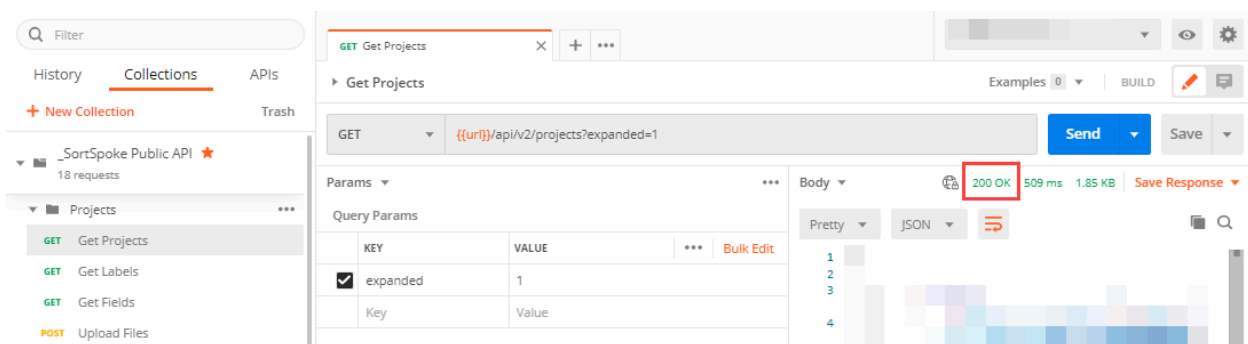 Filter
History Collections APIs
+ New Collection Trash
_SortSpoke Public API
18 requests
Projects
GET Get Projects
GET Get Labels
GET Get Fields
POST Upload Files
GET Get Projects
Get Projects
Examples 0 BUILD
GET {{url}}/api/v2/projects?expanded=1 Send Save
Params
Query Params
KEY VALUE Bulk Edit
expanded 1
Key Value
Body 200 OK 509 ms 1.85 KB Save Response
Pretty JSON
1
2
3
4